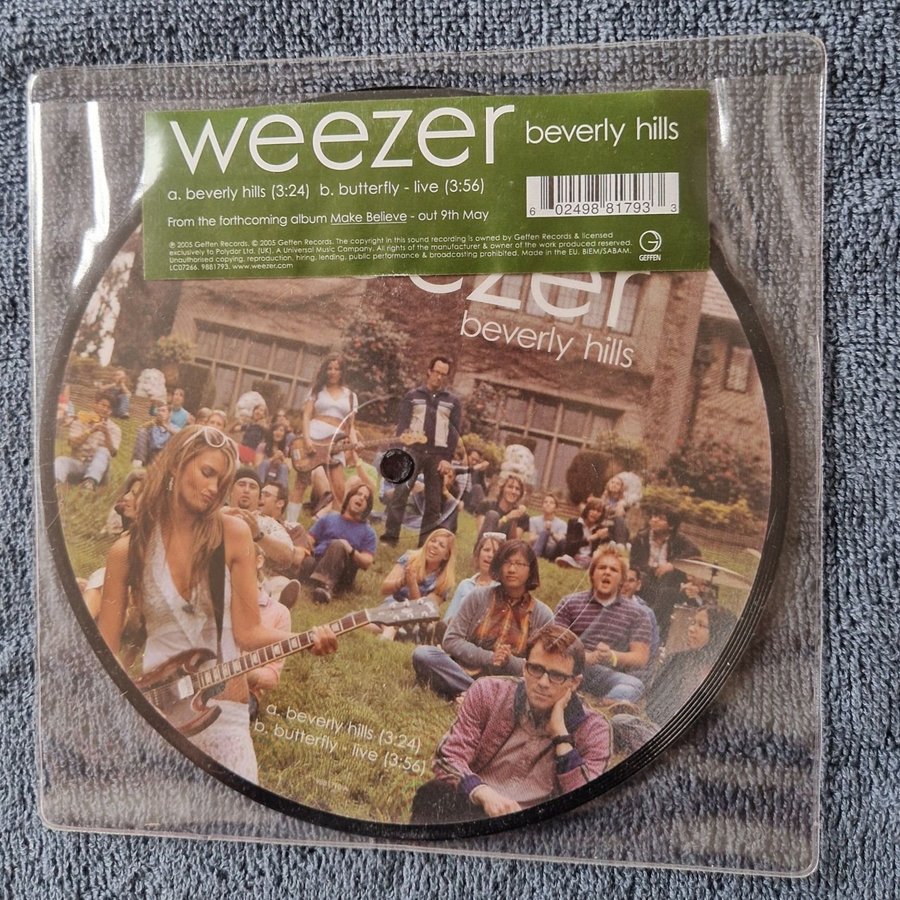 weezer beverly hills
a. beverly hills (3:24) b. butterfly - live (3:56)
From the forthcoming album Make Believe - out 9th May
6 02498 81793 3
℗ 2005 Geffen Records. © 2005 Geffen Records. The copyright in this sound recording is owned by Geffen Records & licensed
exclusively to Polydor Ltd. (UK). A Universal Music Company. All rights of the manufacturer & owner of the work produced reserved.
Unauthorised copying, reproduction, hiring, lending, public performance & broadcasting prohibited. Made in the EU. BIEM/SABAM.
LC07266. 9881793. www.weezer.com
GEFFEN
ezer
beverly hills
a. beverly hills (3:24)
b. butterfly - live (3:56)